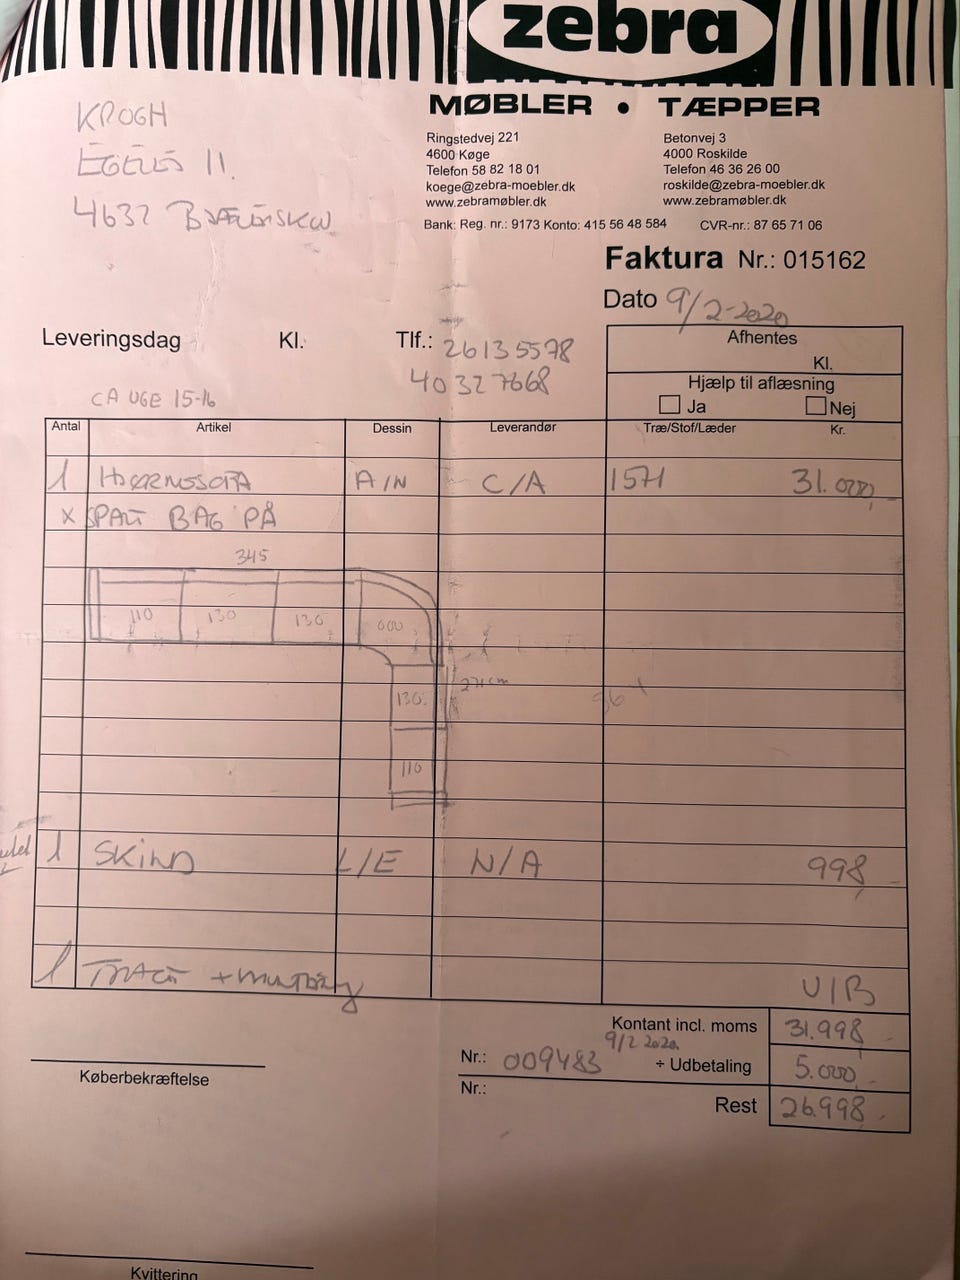 zebra
MØBLER • TÆPPER
KROGH
11.
4632
Ringstedvej 221
4600 Køge
Telefon 58 82 18 01
koege@zebra-moebler.dk
www.zebramøbler.dk
Betonvej 3
4000 Roskilde
Telefon 46 36 26 00
roskilde@zebra-moebler.dk
www.zebramøbler.dk
Bank: Reg. nr.: 9173 Konto: 415 56 48 584 CVR-nr.: 87 65 71 06
Faktura Nr.: 015162
Dato 9/2-2020
Leveringsdag Kl. Tlf.: 26135578
40327668
CA UGE 15-16
Afhentes
Kl.
Hjælp til aflæsning
Ja Nej
Antal Artikel Dessin Leverandør Træ/Stof/Læder Kr.
1 HJØRNESOFA A/N C/A 1571 31.000,
x SPALT BAG PÅ
345
110 130 130 600
130 271 cm
96
110
1 SKIND L/E N/A 998,
1 + U/B
Kontant incl. moms 31.998
9/2 2020
Nr.: 009483 ÷ Udbetaling 5.000,
Nr.:
Rest 26.998
Køberbekræftelse
Kvittering